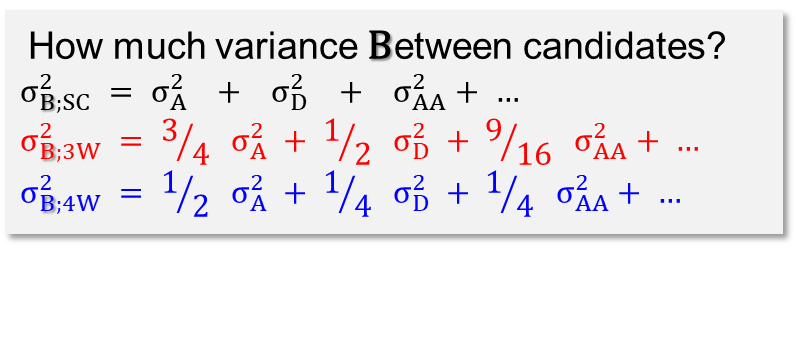 How much variance Between candidates?
σ²B;SC = σ²A + σ²D + σ²AA + ...
σ²B;3W = 3/4 σ²A + 1/2 σ²D + 9/16 σ²AA + ...
σ²B;4W = 1/2 σ²A + 1/4 σ²D + 1/4 σ²AA + ...